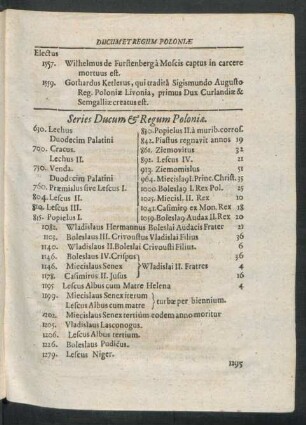 DUCUM ET REGUM POLONIÆ
Electus
1557. Wilhelmus de Furstenberg à Moscis captus in carcere
mortuus est.
1559. Gothardus Ketlerus, qui traditâ Sigismundo Augusto
Reg. Poloniæ Livonia, primus Dux Curlandiæ &
Semgalliæ creatus est.
Series Ducum & Regum Poloniæ.
630. Lechus
Duodecim Palatini
700. Cracus.
Lechus II.
750. Venda.
Duodecim Palatini
760. Præmislus sive Lescus I.
804. Lescus II.
810. Lescus III.
815. Popielus I.
830. Popielus II. à murib. corros.
842. Piastus regnavit annos 19
861. Ziemovitus 31
892. Lescus IV. 21
913. Ziemomislus 51
964. Miecislaꝰ I. Princ. Christ. 35
1000. Boleslaꝰ I. Rex Pol. 25
1025. Miecisl. II. Rex 10
1041. Casimirꝰ ex Mon. Rex 18
1059. Boleslaꝰ Audax II. Rex 20
1082. Wladislaus Hermannus Boleslai Audacis Frater 21
1103. Boleslaus III. Crivoustus Vladislai Filius 36
1140. Wladislaus II. Boleslai Crivousti Filius. 6
1146. Boleslaus IV. Crispus 36
1146. Miecislaus Senex } Wladislai II. Fratres 4
1178. Casimirus II. Justus 16
1195 Lescus Albus cum Matre Helena 4
1199. Miecislaus Senex iterum
Lescus Albus cum matre } turbæ per biennium.
1202. Miecislaus Senex tertium eodem anno moritur
1205. Vladislaus Lasconogus.
1206. Lescus Albus tertium.
1226. Boleslaus Pudicus.
1279. Lescus Niger.
1295